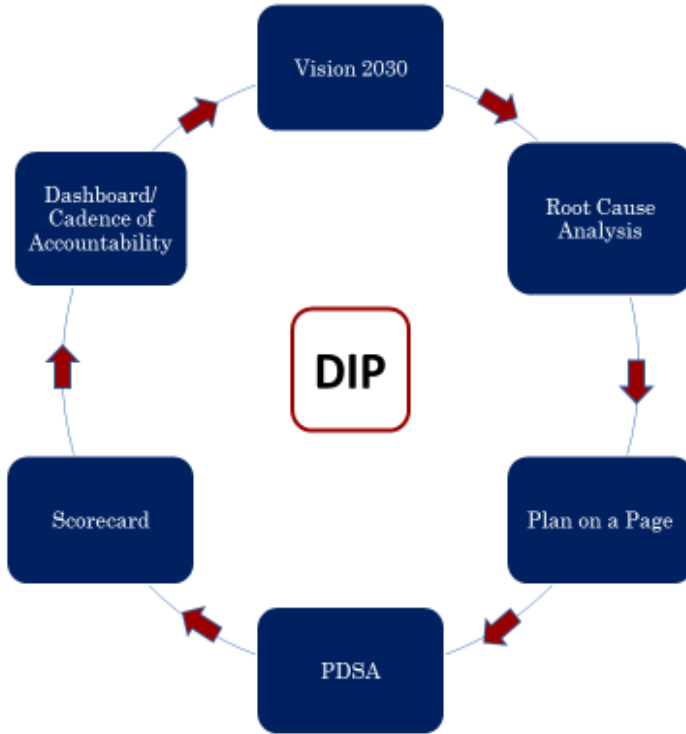 Vision 2030
Root Cause
Analysis
Plan on a Page
PDSA
Scorecard
Dashboard/
Cadence of
Accountability
DIP